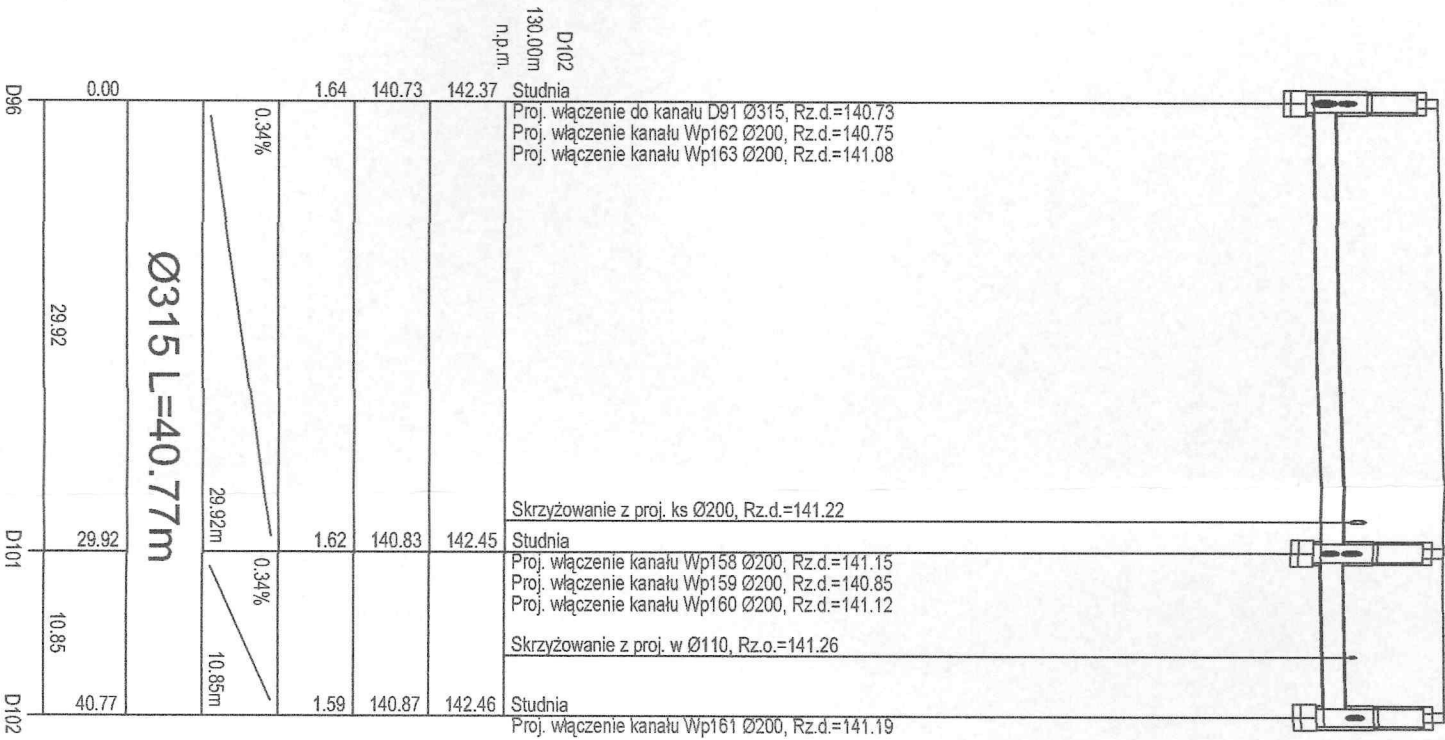 D102
130.00m
n.p.m.
D96
0.00
1.64
140.73
142.37
Studnia
Proj. włączenie do kanału D91 Ø315, Rz.d.=140.73
Proj. włączenie kanału Wp162 Ø200, Rz.d.=140.75
Proj. włączenie kanału Wp163 Ø200, Rz.d.=141.08
0.34%
29.92
Ø315 L=40.77m
29.92m
Skrzyżowanie z proj. ks Ø200, Rz.d.=141.22
D101
29.92
1.62
140.83
142.45
Studnia
Proj. włączenie kanału Wp158 Ø200, Rz.d.=141.15
Proj. włączenie kanału Wp159 Ø200, Rz.d.=140.85
Proj. włączenie kanału Wp160 Ø200, Rz.d.=141.12
0.34%
10.85
10.85m
Skrzyżowanie z proj. w Ø110, Rz.o.=141.26
D102
40.77
1.59
140.87
142.46
Studnia
Proj. włączenie kanału Wp161 Ø200, Rz.d.=141.19